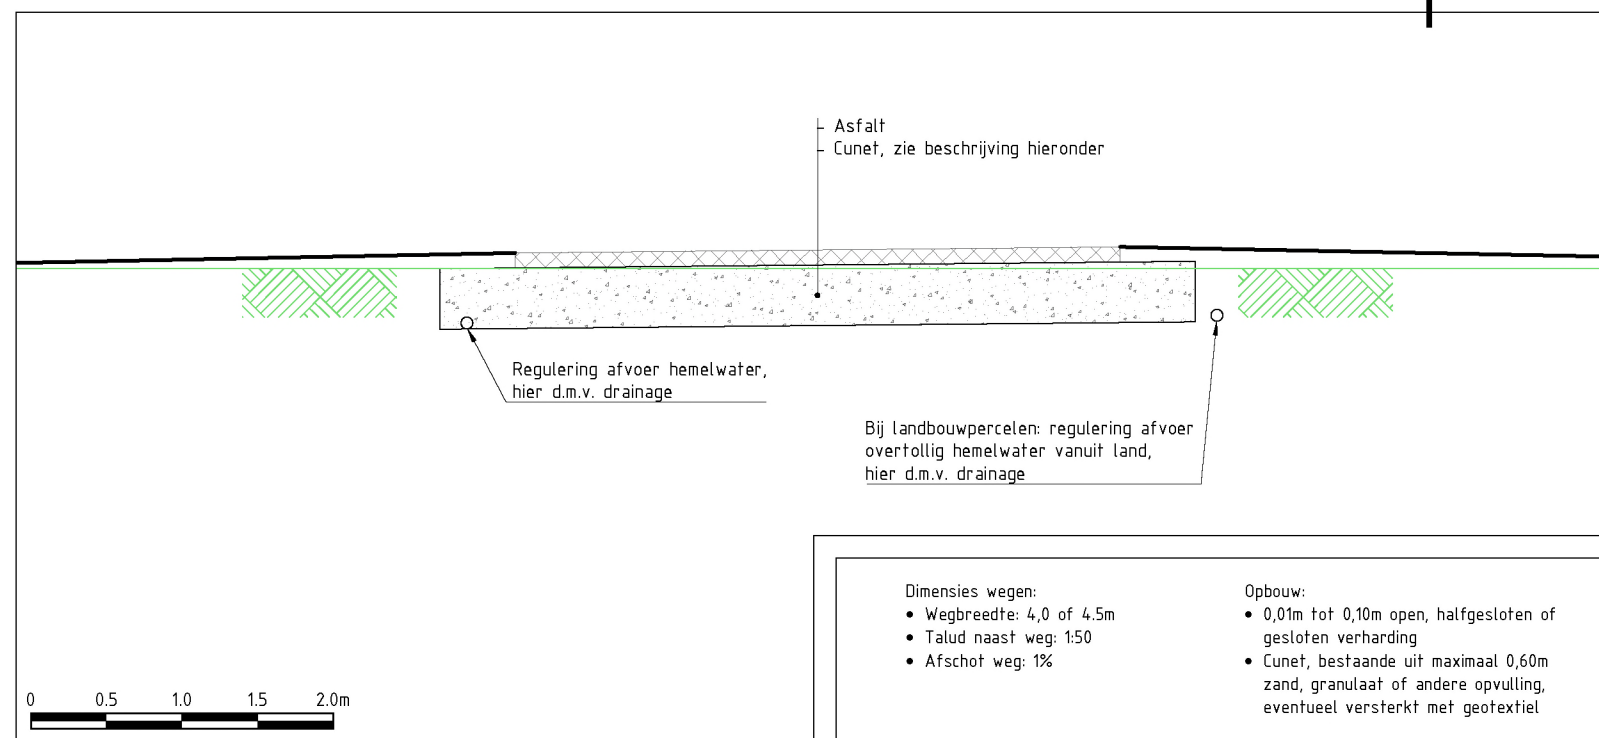 Asfalt
Cunet, zie beschrijving hieronder
Regulering afvoer hemelwater,
hier d.m.v. drainage
Bij landbouwpercelen: regulering afvoer
overtollig hemelwater vanuit land,
hier d.m.v. drainage
Dimensies wegen:
• Wegbreedte: 4,0 of 4.5m
• Talud naast weg: 1:50
• Afschot weg: 1%
Opbouw:
• 0,01m tot 0,10m open, halfgesloten of
gesloten verharding
• Cunet, bestaande uit maximaal 0,60m
zand, granulaat of andere opvulling,
eventueel versterkt met geotextiel
0 0.5 1.0 1.5 2.0m